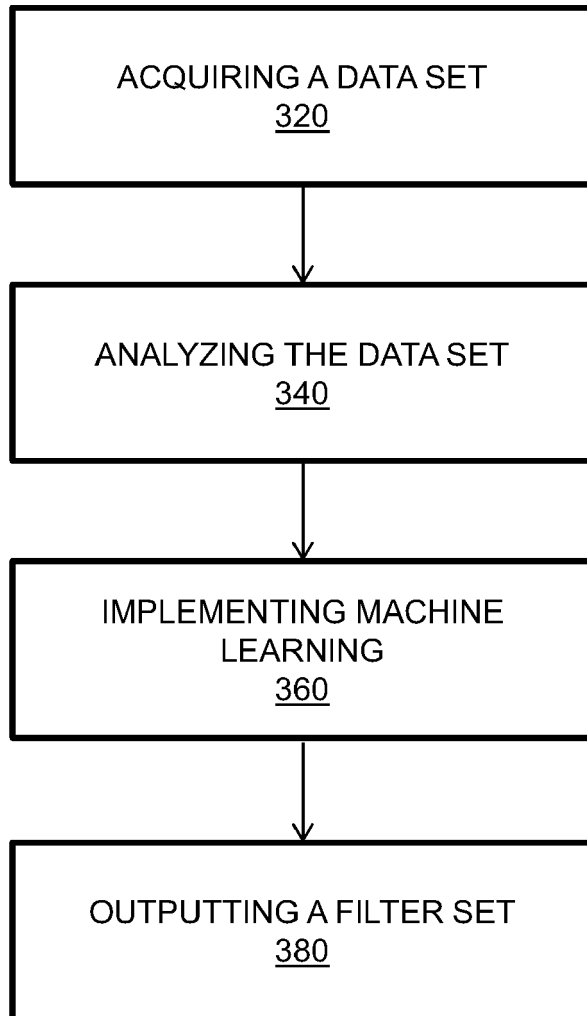 ACQUIRING A DATA SET
320
ANALYZING THE DATA SET
340
IMPLEMENTING MACHINE
LEARNING
360
OUTPUTTING A FILTER SET
380